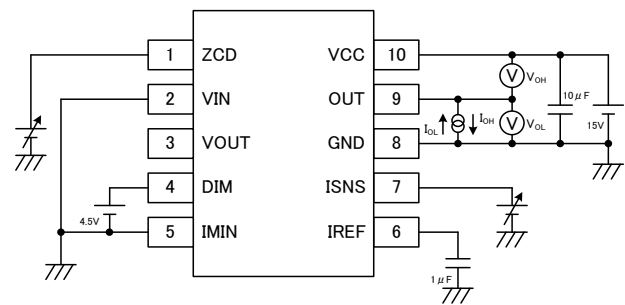 1 ZCD VCC 10
2 VIN OUT 9
3 VOUT GND 8
4 DIM ISNS 7
5 IMIN IREF 6
4.5V
V VOH
V VOL
IOL IOH
10μF
15V
1μF